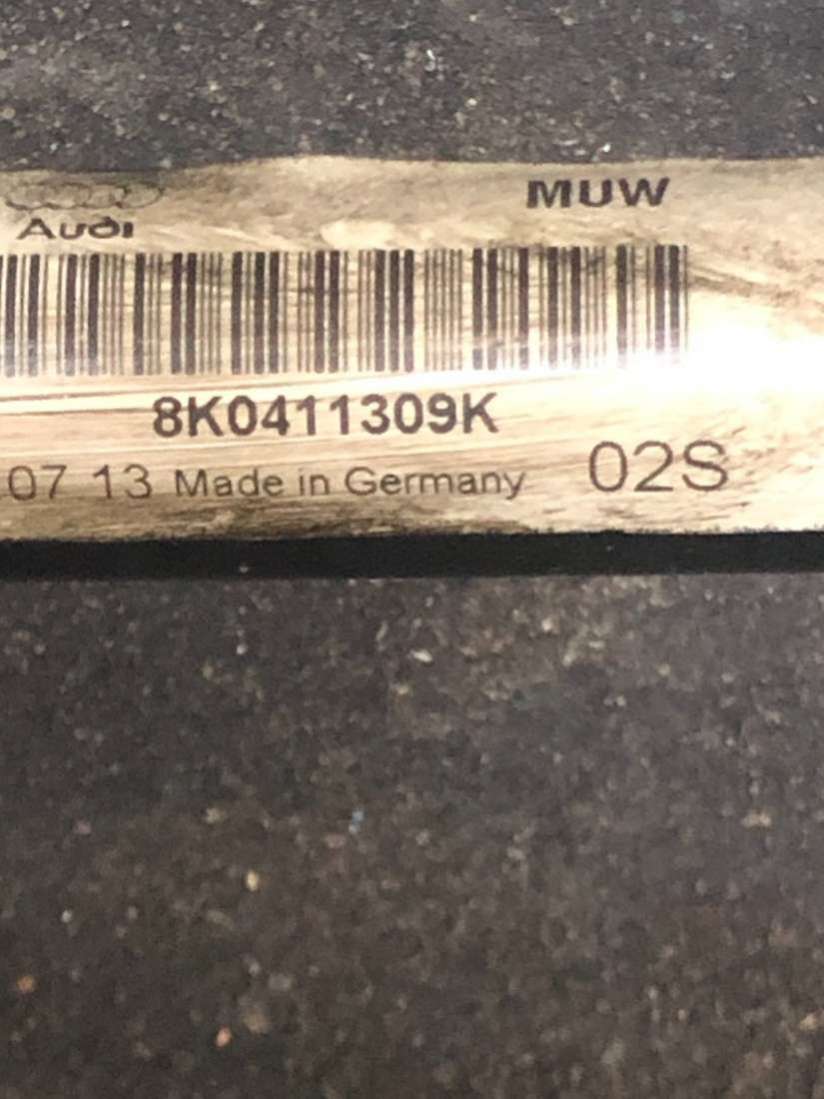 Audi
MUW
8K0411309K
07 13 Made in Germany 02S